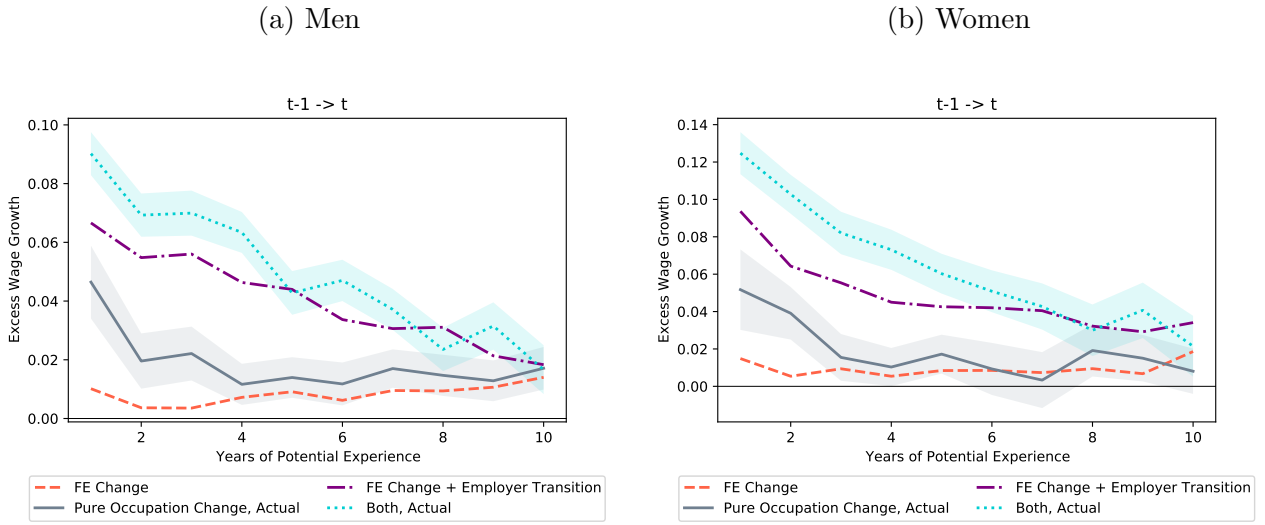 (a) Men
t-1 -> t
Excess Wage Growth
0.10
0.08
0.06
0.04
0.02
0.00
2 4 6 8 10
Years of Potential Experience
FE Change
Pure Occupation Change, Actual
FE Change + Employer Transition
Both, Actual
(b) Women
t-1 -> t
Excess Wage Growth
0.14
0.12
0.10
0.08
0.06
0.04
0.02
0.00
2 4 6 8 10
Years of Potential Experience
FE Change
Pure Occupation Change, Actual
FE Change + Employer Transition
Both, Actual